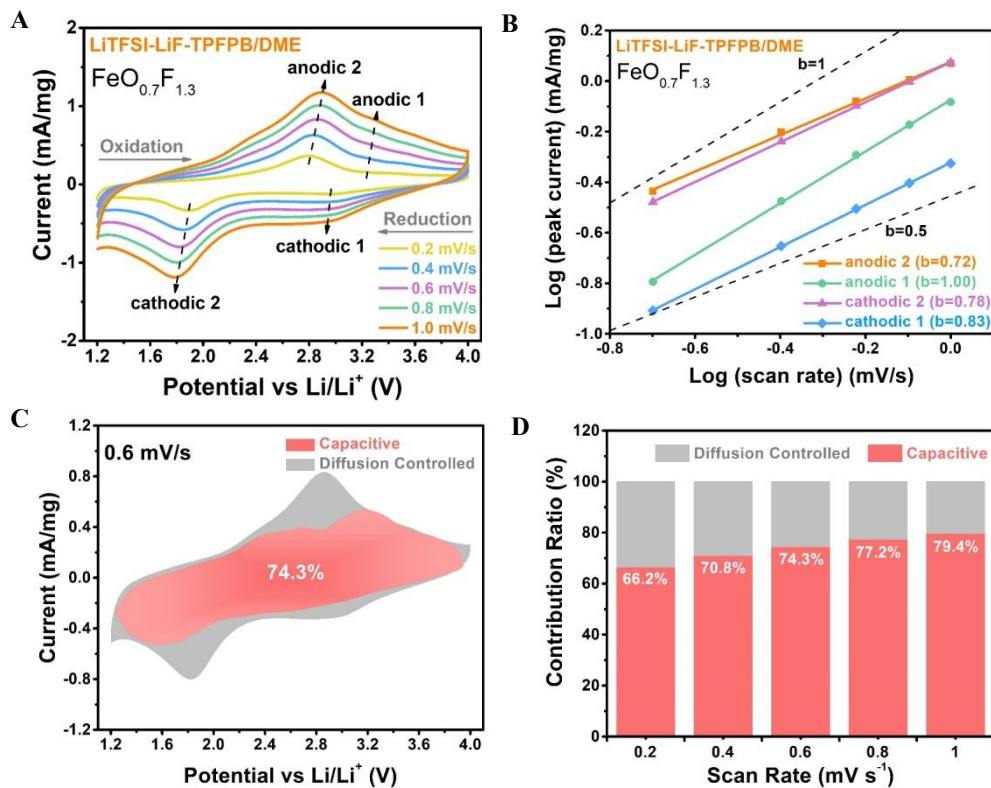 A
LiTFSI-LiF-TPFPB/DME
FeO0.7F1.3
anodic 2
anodic 1
Oxidation
Reduction
cathodic 1
cathodic 2
0.2 mV/s
0.4 mV/s
0.6 mV/s
0.8 mV/s
1.0 mV/s
Current (mA/mg)
2
1
0
-1
-2
1.2 1.6 2.0 2.4 2.8 3.2 3.6 4.0
Potential vs Li/Li+ (V)
B
LiTFSI-LiF-TPFPB/DME
FeO0.7F1.3
b=1
b=0.5
anodic 2 (b=0.72)
anodic 1 (b=1.00)
cathodic 2 (b=0.78)
cathodic 1 (b=0.83)
Log (peak current) (mA/mg)
0.2
0.0
-0.2
-0.4
-0.6
-0.8
-1.0
-0.8 -0.6 -0.4 -0.2 0.0
Log (scan rate) (mV/s)
C
0.6 mV/s
Capacitive
Diffusion Controlled
74.3%
Current (mA/mg)
1.2
0.8
0.4
0.0
-0.4
-0.8
-1.2
1.2 1.6 2.0 2.4 2.8 3.2 3.6 4.0
Potential vs Li/Li+ (V)
D
Diffusion Controlled Capacitive
66.2% 70.8% 74.3% 77.2% 79.4%
Contribution Ratio (%)
120
100
80
60
40
20
0
0.2 0.4 0.6 0.8 1
Scan Rate (mV s-1)